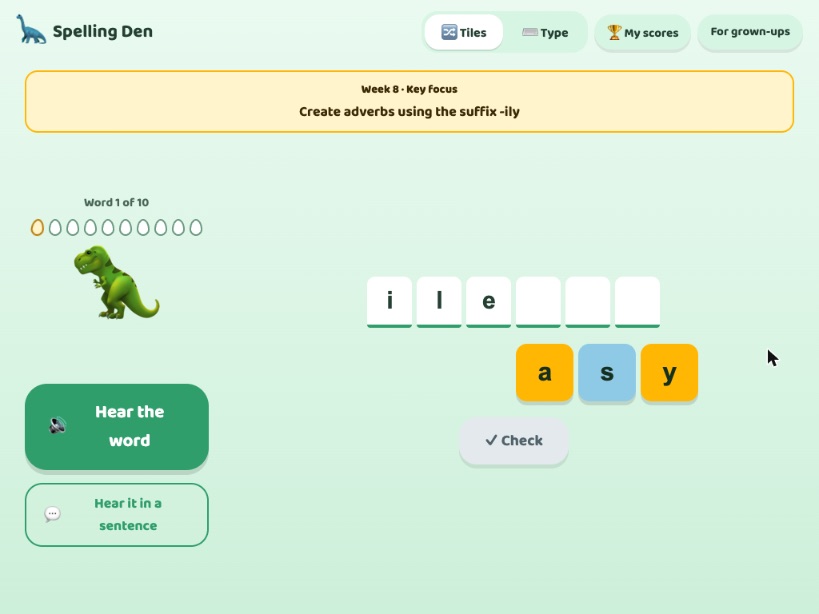 Spelling Den
Tiles
Type
My scores
For grown-ups
Week 8 · Key focus
Create adverbs using the suffix -ily
Word 1 of 10
i l e
a s y
✓ Check
Hear the
word
Hear it in a
sentence